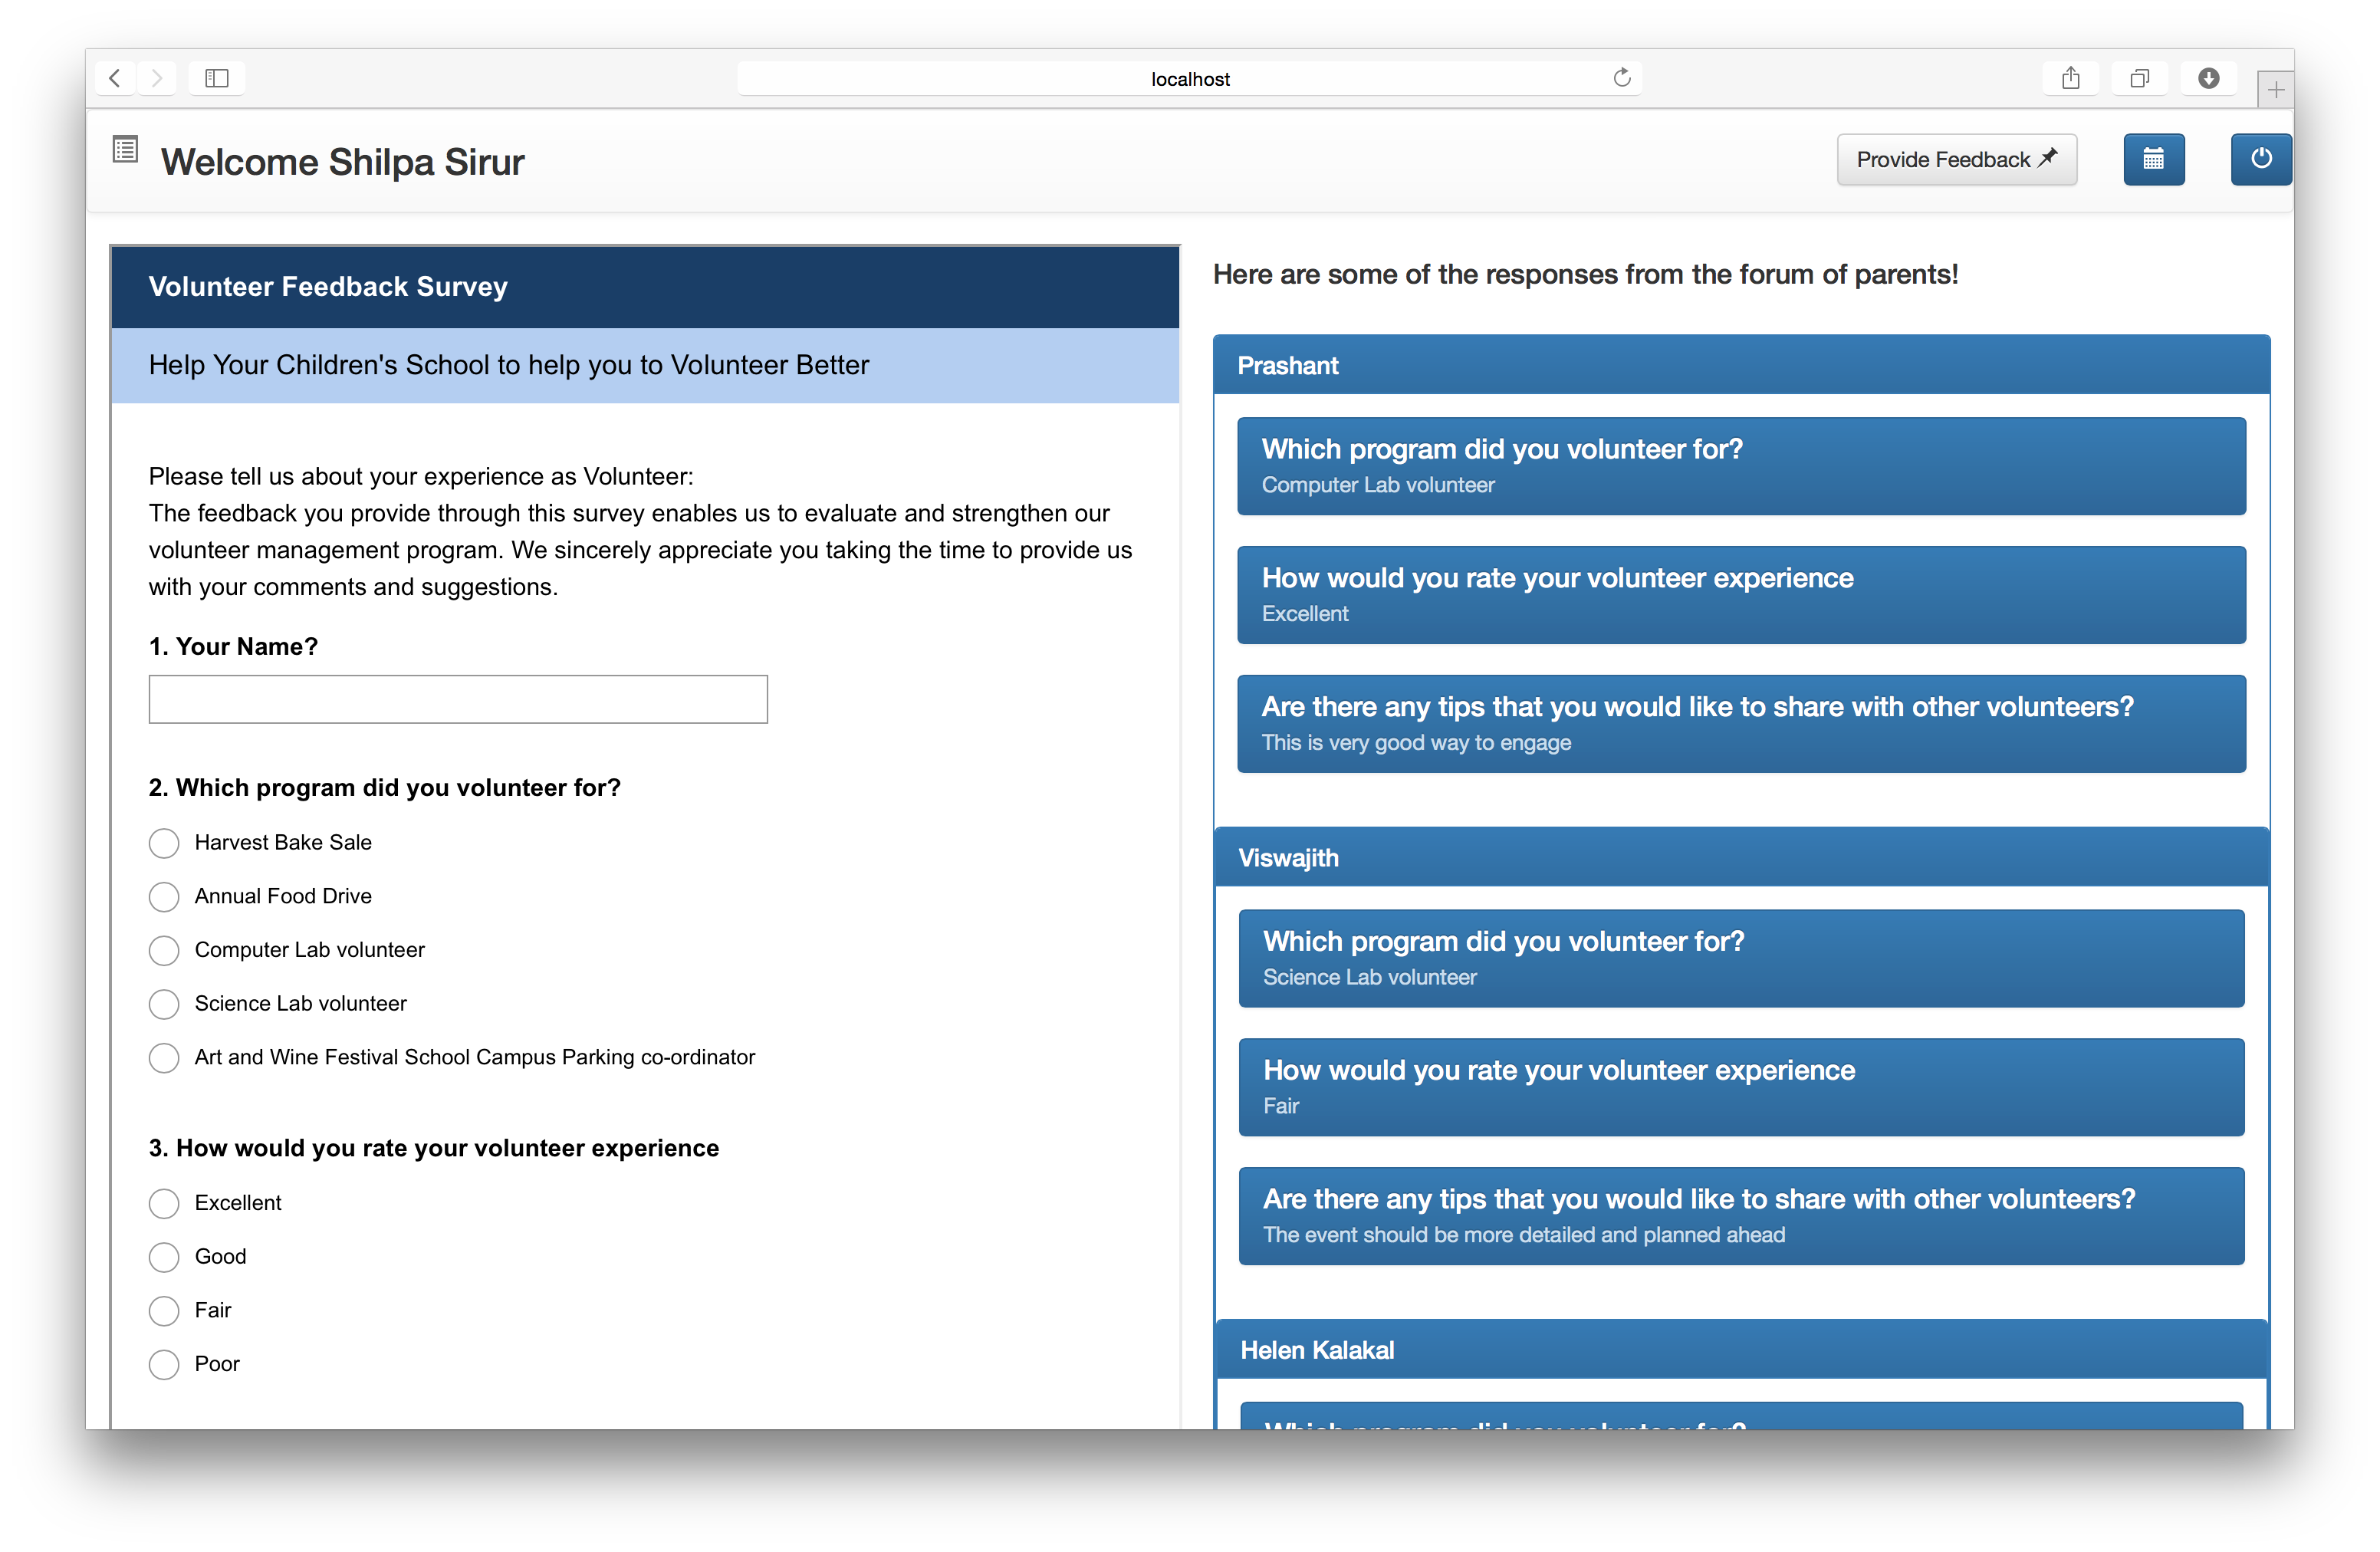 localhost
Welcome Shilpa Sirur
Provide Feedback
Volunteer Feedback Survey
Help Your Children's School to help you to Volunteer Better
Please tell us about your experience as Volunteer:
The feedback you provide through this survey enables us to evaluate and strengthen our
volunteer management program. We sincerely appreciate you taking the time to provide us
with your comments and suggestions.
1. Your Name?
2. Which program did you volunteer for?
Harvest Bake Sale
Annual Food Drive
Computer Lab volunteer
Science Lab volunteer
Art and Wine Festival School Campus Parking co-ordinator
3. How would you rate your volunteer experience
Excellent
Good
Fair
Poor
Here are some of the responses from the forum of parents!
Prashant
Which program did you volunteer for?
Computer Lab volunteer
How would you rate your volunteer experience
Excellent
Are there any tips that you would like to share with other volunteers?
This is very good way to engage
Viswajith
Which program did you volunteer for?
Science Lab volunteer
How would you rate your volunteer experience
Fair
Are there any tips that you would like to share with other volunteers?
The event should be more detailed and planned ahead
Helen Kalakal
Which program did you volunteer for?